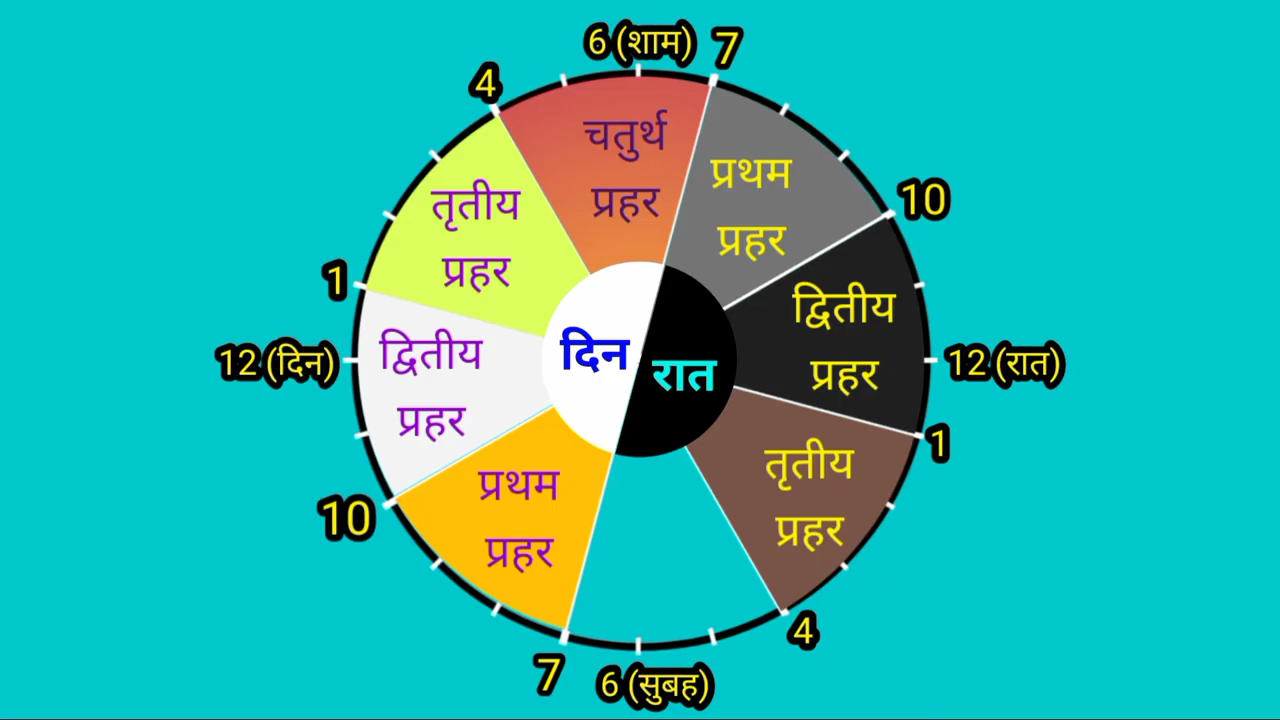 6 (शाम)
7
4
चतुर्थ
प्रहर
प्रथम
प्रहर
10
तृतीय
प्रहर
1
द्वितीय
प्रहर
12 (दिन)
द्वितीय
प्रहर
12 (रात)
दिन
रात
1
10
प्रथम
प्रहर
तृतीय
प्रहर
4
7
6 (सुबह)